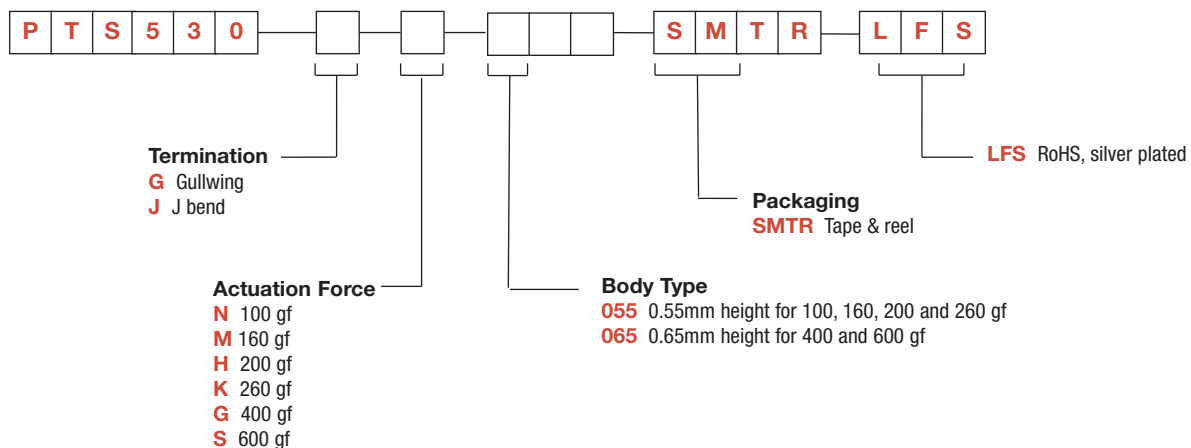 P T S 5 3 0 S M T R L F S
Termination
G Gullwing
J J bend
LFS RoHS, silver plated
Packaging
SMTR Tape & reel
Actuation Force
N 100 gf
M 160 gf
H 200 gf
K 260 gf
G 400 gf
S 600 gf
Body Type
055 0.55mm height for 100, 160, 200 and 260 gf
065 0.65mm height for 400 and 600 gf